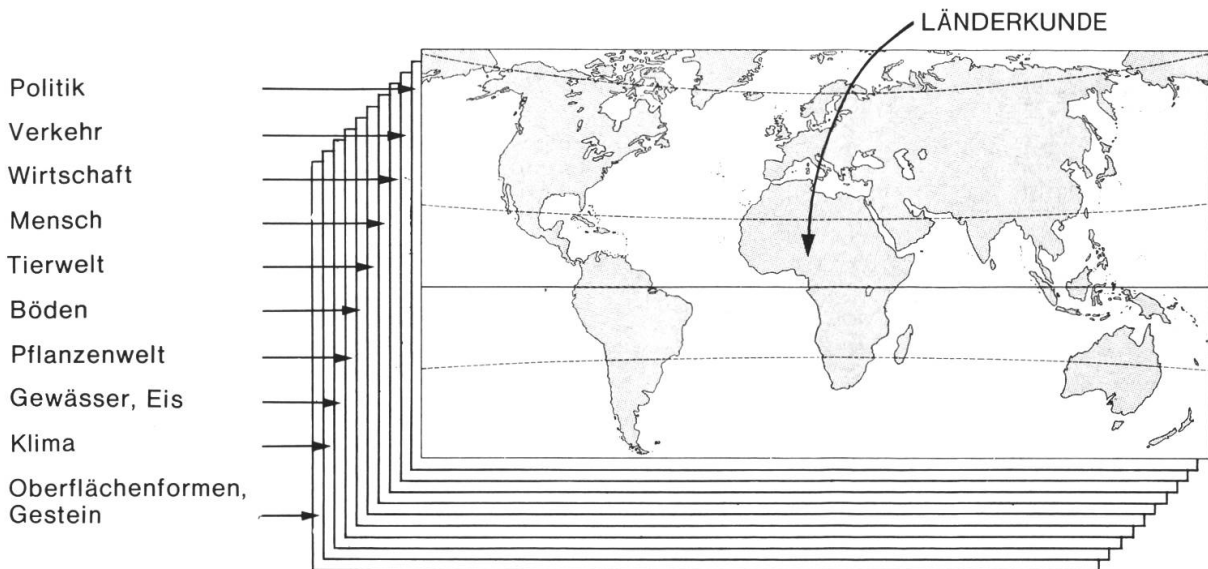 LÄNDERKUNDE
Politik
Verkehr
Wirtschaft
Mensch
Tierwelt
Böden
Pflanzenwelt
Gewässer, Eis
Klima
Oberflächenformen,
Gestein